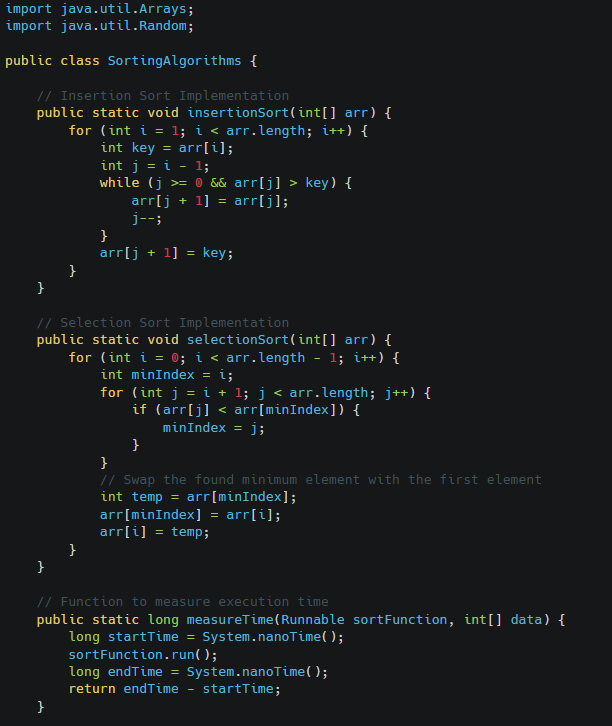 import java.util.Arrays;
import java.util.Random;

public class SortingAlgorithms {

    // Insertion Sort Implementation
    public static void insertionSort(int[] arr) {
        for (int i = 1; i < arr.length; i++) {
            int key = arr[i];
            int j = i - 1;
            while (j >= 0 && arr[j] > key) {
                arr[j + 1] = arr[j];
                j--;
            }
            arr[j + 1] = key;
        }
    }

    // Selection Sort Implementation
    public static void selectionSort(int[] arr) {
        for (int i = 0; i < arr.length - 1; i++) {
            int minIndex = i;
            for (int j = i + 1; j < arr.length; j++) {
                if (arr[j] < arr[minIndex]) {
                    minIndex = j;
                }
            }
            // Swap the found minimum element with the first element
            int temp = arr[minIndex];
            arr[minIndex] = arr[i];
            arr[i] = temp;
        }
    }

    // Function to measure execution time
    public static long measureTime(Runnable sortFunction, int[] data) {
        long startTime = System.nanoTime();
        sortFunction.run();
        long endTime = System.nanoTime();
        return endTime - startTime;
    }